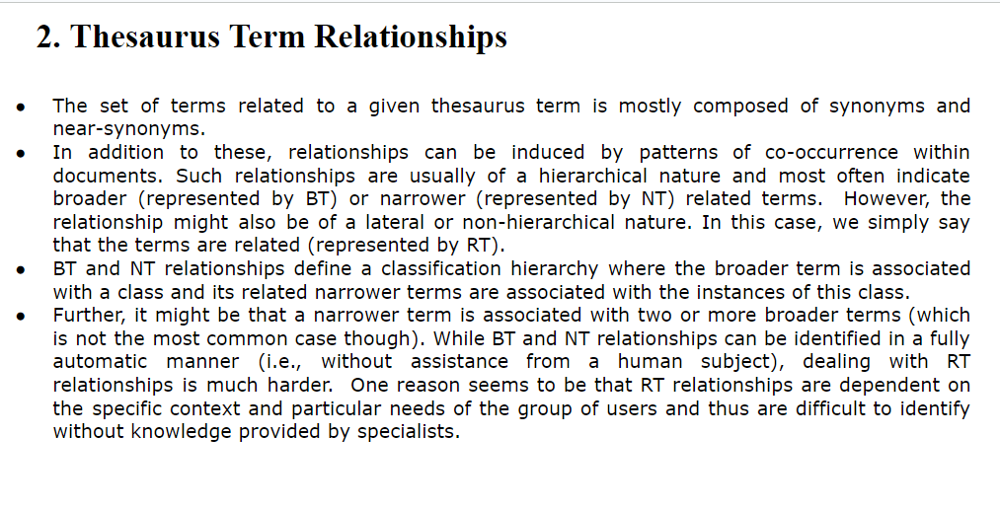 2. Thesaurus Term Relationships
• The set of terms related to a given thesaurus term is mostly composed of synonyms and
near-synonyms.
• In addition to these, relationships can be induced by patterns of co-occurrence within
documents. Such relationships are usually of a hierarchical nature and most often indicate
broader (represented by BT) or narrower (represented by NT) related terms. However, the
relationship might also be of a lateral or non-hierarchical nature. In this case, we simply say
that the terms are related (represented by RT).
• BT and NT relationships define a classification hierarchy where the broader term is associated
with a class and its related narrower terms are associated with the instances of this class.
• Further, it might be that a narrower term is associated with two or more broader terms (which
is not the most common case though). While BT and NT relationships can be identified in a fully
automatic manner (i.e., without assistance from a human subject), dealing with RT
relationships is much harder. One reason seems to be that RT relationships are dependent on
the specific context and particular needs of the group of users and thus are difficult to identify
without knowledge provided by specialists.